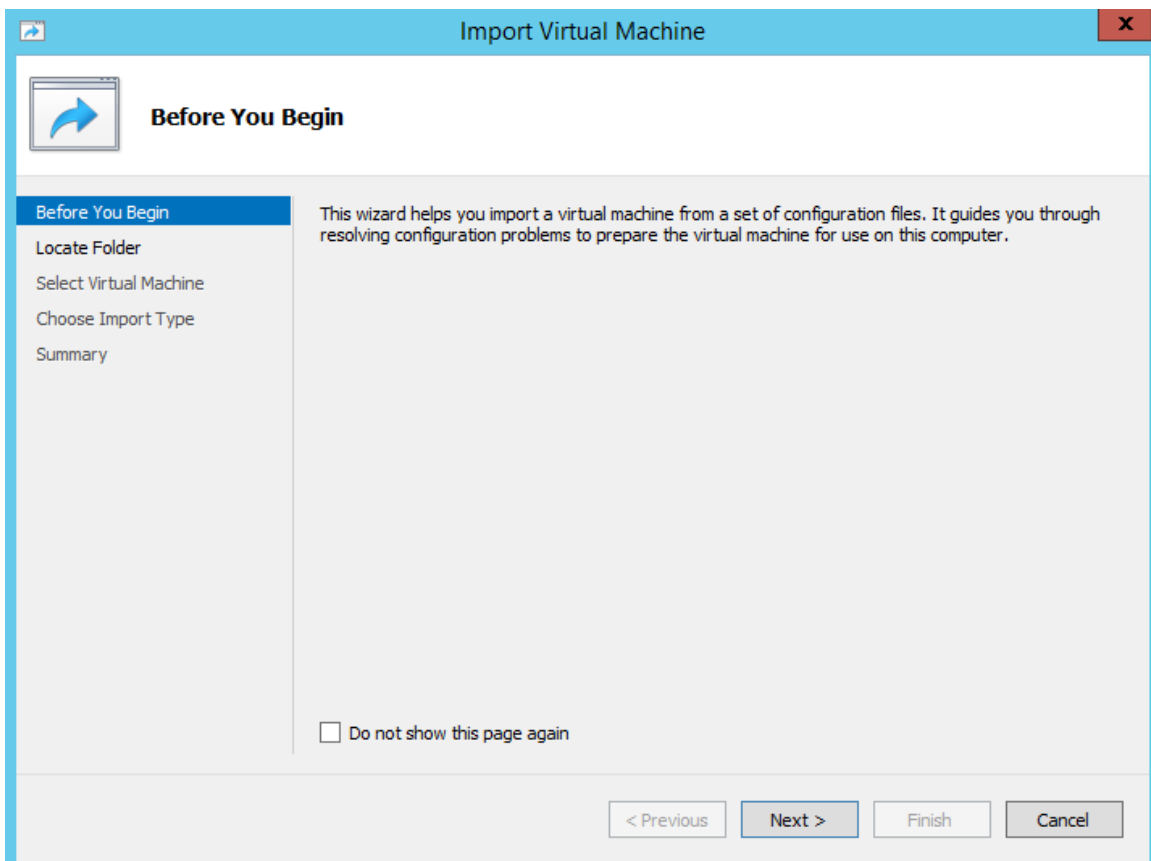 Import Virtual Machine
x
Before You Begin
Before You Begin
Locate Folder
Select Virtual Machine
Choose Import Type
Summary
This wizard helps you import a virtual machine from a set of configuration files. It guides you through
resolving configuration problems to prepare the virtual machine for use on this computer.
Do not show this page again
< Previous
Next >
Finish
Cancel